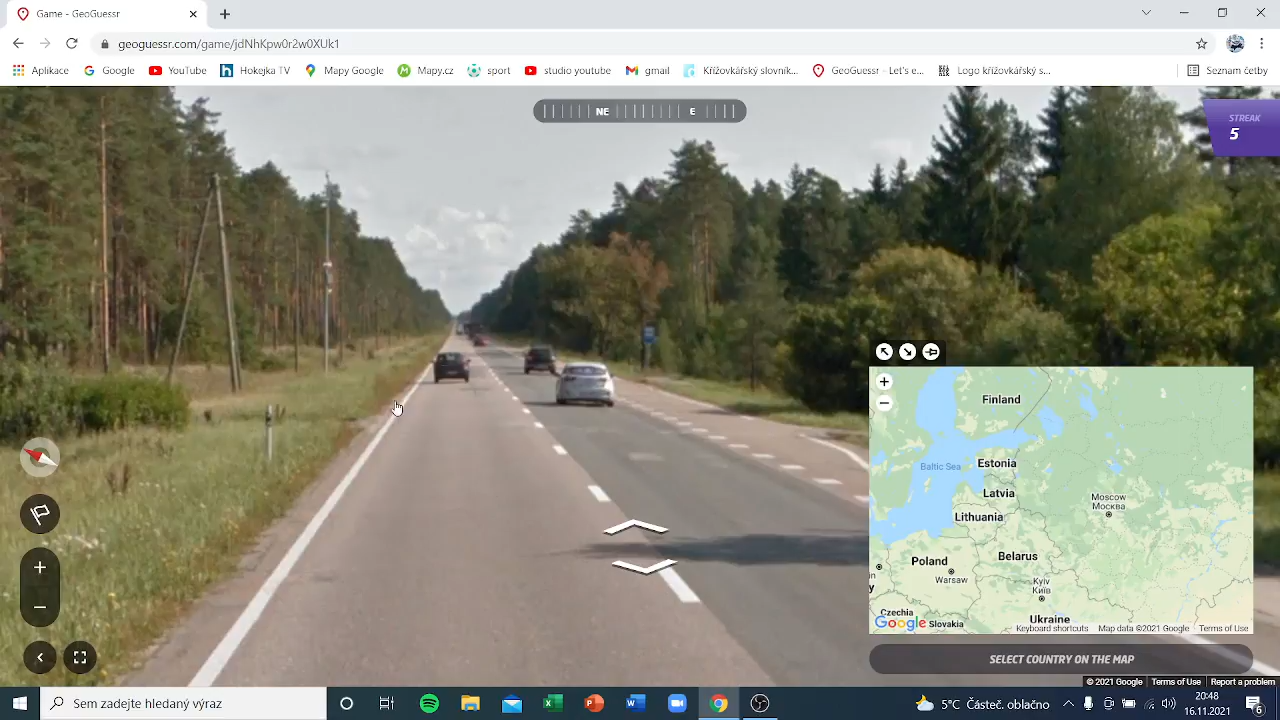 Game - GeoGuessr
geoguessr.com/game/jdNhKpw0r2w0XUk1
Aplikace
Google
YouTube
Hokejka TV
Mapy Google
Mapy.cz
sport
studio youtube
gmail
Křížovkářský slovní...
GeoGuessr - Let's e...
Logo křížovkářský s...
Seznam četby
NE
E
STREAK
5
Finland
Baltic Sea
Estonia
Latvia
Lithuania
Moscow
Москва
Belarus
Poland
Warsaw
Kyiv
Київ
Czechia
Slovakia
Ukraine
Google
Keyboard shortcuts
Map data ©2021 Google
Terms of Use
SELECT COUNTRY ON THE MAP
© 2021 Google
Terms of Use
Report a problem
Sem zadejte hledaný výraz
5°C Částečně zataženo
20:48
16.11.2021
6